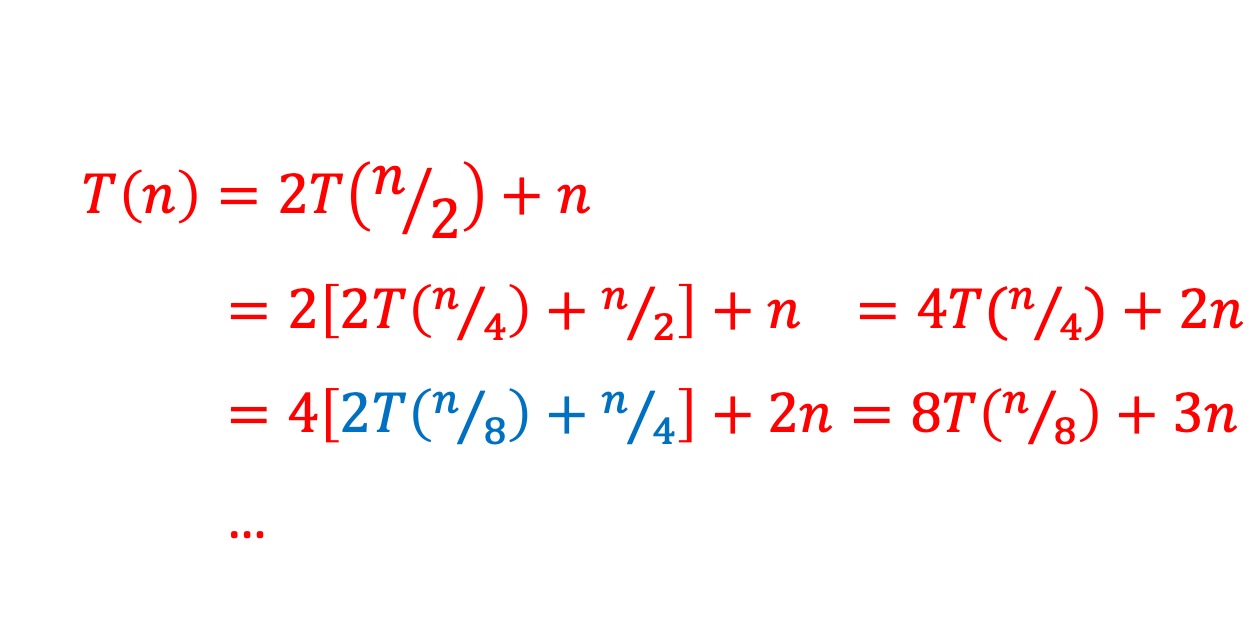 T(n) = 2T(n/2) + n
= 2[2T(n/4) + n/2] + n = 4T(n/4) + 2n
= 4[2T(n/8) + n/4] + 2n = 8T(n/8) + 3n
...